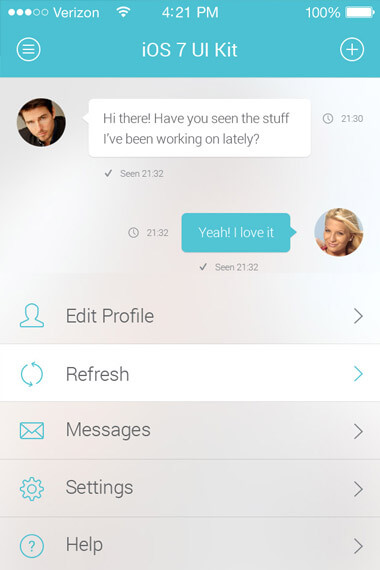 Verizon 4:21 PM 100%
iOS 7 UI Kit
Hi there! Have you seen the stuff
I've been working on lately?
21:30
Seen 21:32
21:32
Yeah! I love it
Seen 21:32
Edit Profile
Refresh
Messages
Settings
? Help